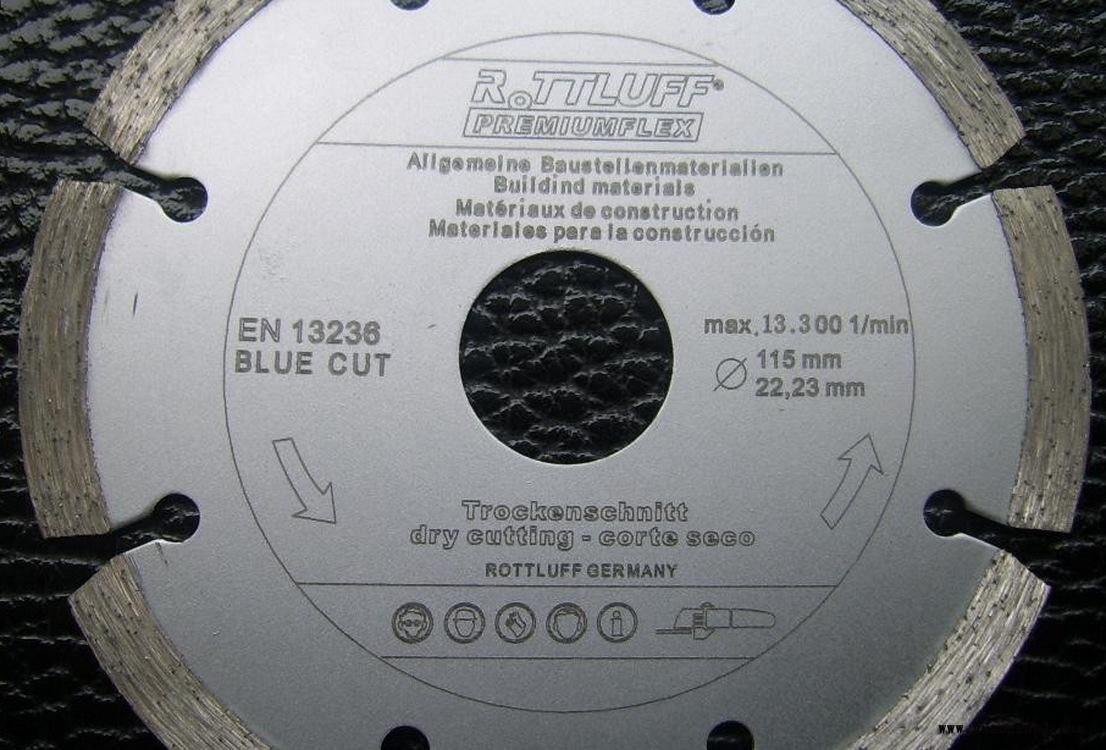 ROTTLUFF®
PREMIUMFLEX
Allgemeine Baustellenmaterialien
Buildind materials
Matériaux de construction
Materiales para la construcción
EN 13236
BLUE CUT
max. 13.300 1/min
115 mm
22,23 mm
Trockenschnitt
dry cutting - corte seco
ROTTLUFF GERMANY
www.